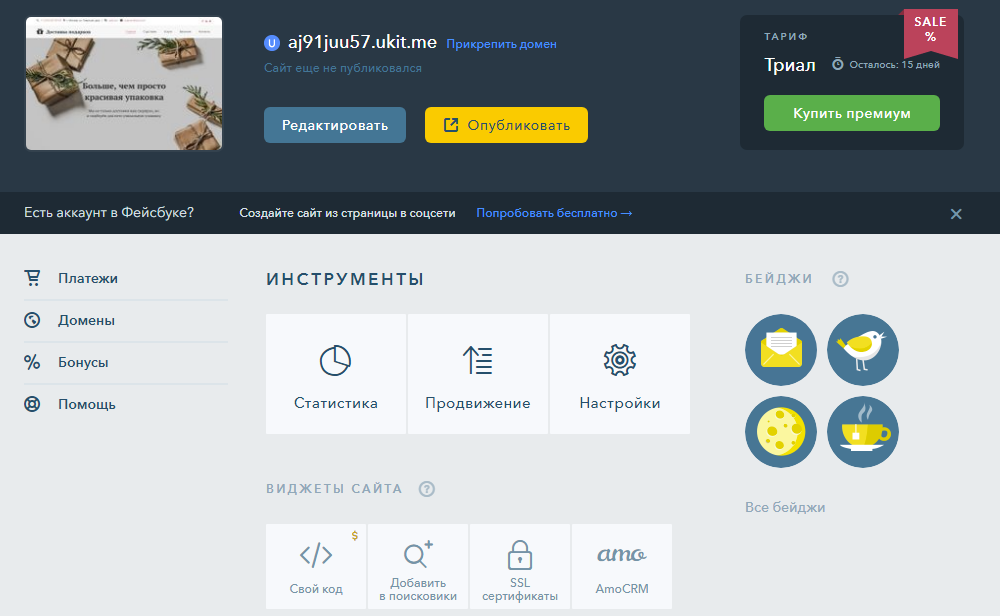 Доставка подарков
Больше, чем просто
красивая упаковка
U aj91juu57.ukit.me Прикрепить домен
Сайт еще не публиковался
Редактировать Опубликовать
SALE
%
ТАРИФ
Триал Осталось: 15 дней
Купить премиум
Есть аккаунт в Фейсбуке? Создайте сайт из страницы в соцсети Попробовать бесплатно →
Платежи
Домены
Бонусы
Помощь
ИНСТРУМЕНТЫ
Статистика Продвижение Настройки
ВИДЖЕТЫ САЙТА ?
$
Свой код
Добавить
в поисковики
SSL
сертификаты
amo
AmoCRM
БЕЙДЖИ ?
Все бейджи